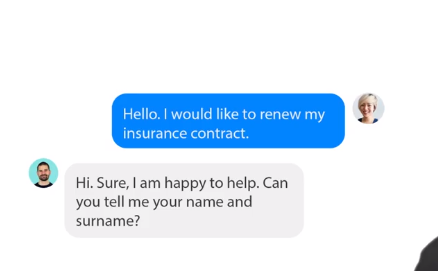 Hello. I would like to renew my
insurance contract.
Hi. Sure, I am happy to help. Can
you tell me your name and
surname?